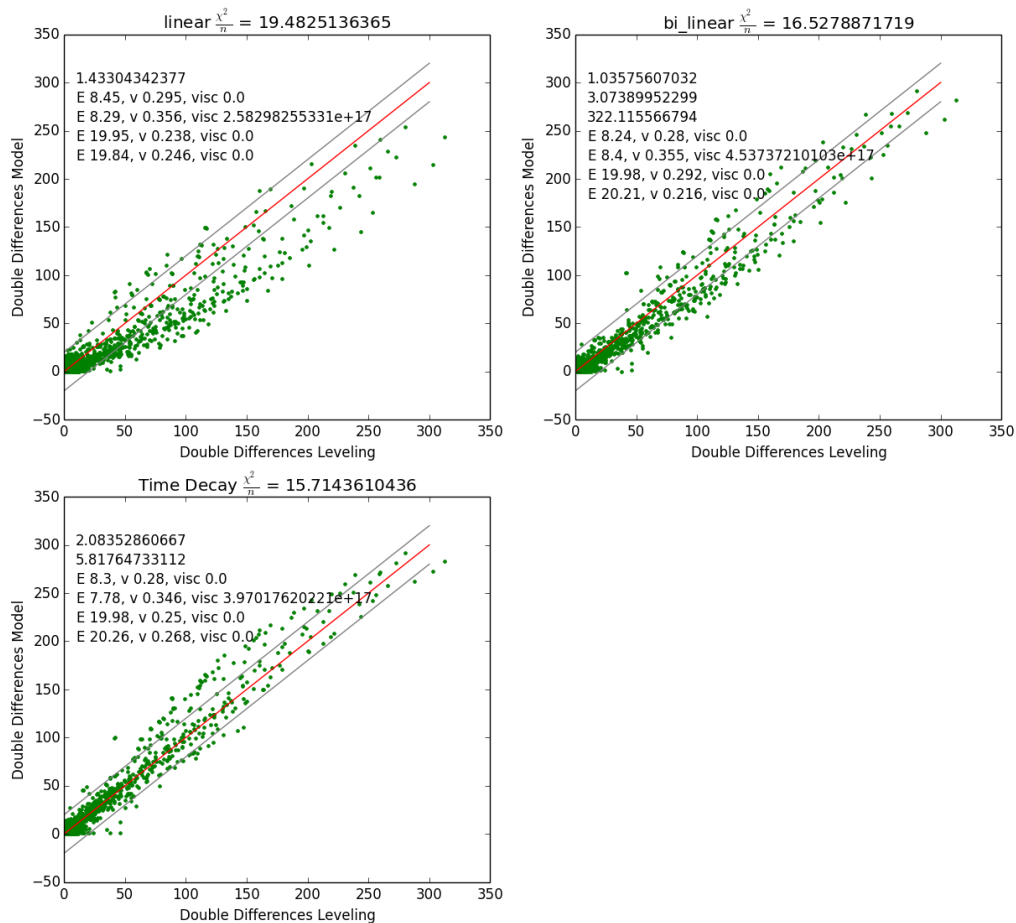 linear χ²/n = 19.4825136365
350
300
250
200
150
100
50
0
−50
Double Differences Model
1.43304342377
E 8.45, v 0.295, visc 0.0
E 8.29, v 0.356, visc 2.58298255331e+17
E 19.95, v 0.238, visc 0.0
E 19.84, v 0.246, visc 0.0
0 50 100 150 200 250 300 350
Double Differences Leveling
bi_linear χ²/n = 16.5278871719
350
300
250
200
150
100
50
0
−50
Double Differences Model
1.03575607032
3.07389952299
322.115566794
E 8.24, v 0.28, visc 0.0
E 8.4, v 0.355, visc 4.53737210103e+17
E 19.98, v 0.292, visc 0.0
E 20.21, v 0.216, visc 0.0
0 50 100 150 200 250 300 350
Double Differences Leveling
Time Decay χ²/n = 15.7143610436
350
300
250
200
150
100
50
0
−50
Double Differences Model
2.08352860667
5.81764733112
E 8.3, v 0.28, visc 0.0
E 7.78, v 0.346, visc 3.97017620221e+17
E 19.98, v 0.25, visc 0.0
E 20.26, v 0.268, visc 0.0
0 50 100 150 200 250 300 350
Double Differences Leveling